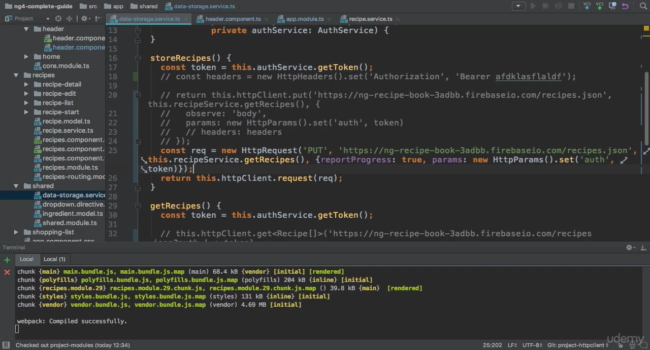 ng4-complete-guide  src  app  shared  data-storage.service.ts
Project
data-storage.service.ts  header.component.ts  app.module.ts  recipe.service.ts
header
header.compone
header.compone
home
core.module.ts
recipes
recipe-detail
recipe-edit
recipe-list
recipe-start
recipe.model.ts
recipe.service.ts
recipes.component.
recipes.component.
recipes.component.
recipes.module.ts
recipes-routing.mod
shared
data-storage.service
dropdown.directive.
ingredient.model.ts
shared.module.ts
shopping-list
13 private authService: AuthService) {
14 }
15
16 storeRecipes() {
17 const token = this.authService.getToken();
18 // const headers = new HttpHeaders().set('Authorization', 'Bearer afdklasflaldf');
19
20 // return this.httpClient.put('https://ng-recipe-book-3adbb.firebaseio.com/recipes.json',
this.recipeService.getRecipes(), {
21 // observe: 'body',
22 // params: new HttpParams().set('auth', token)
23 // // headers: headers
24 // });
25 const req = new HttpRequest('PUT', 'https://ng-recipe-book-3adbb.firebaseio.com/recipes.json',
this.recipeService.getRecipes(), {reportProgress: true, params: new HttpParams().set('auth',
token)});
26 return this.httpClient.request(req);
27 }
28
29 getRecipes() {
30 const token = this.authService.getToken();
31
32 // this.httpClient.get<Recipe[]>('https://ng-recipe-book-3adbb.firebaseio.com/recipes
Terminal
Local  Local (1)
chunk {main} main.bundle.js, main.bundle.js.map (main) 68.4 kB {vendor} [initial] [rendered]
chunk {polyfills} polyfills.bundle.js, polyfills.bundle.js.map (polyfills) 204 kB {inline} [initial]
chunk {recipes.module.29} recipes.module.29.chunk.js, recipes.module.29.chunk.js.map () 39.8 kB {main} [rendered]
chunk {styles} styles.bundle.js, styles.bundle.js.map (styles) 131 kB {inline} [initial]
chunk {vendor} vendor.bundle.js, vendor.bundle.js.map (vendor) 4.69 MB [initial]
webpack: Compiled successfully.
udemy
Checked out project-modules (today 12:34)  25:202  LF÷  UTF-8÷  Git: project-httpclient